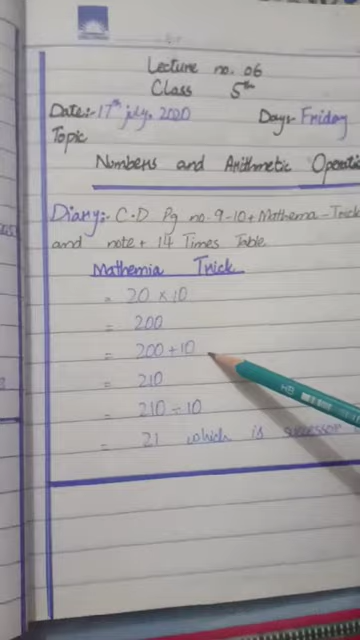 Lecture no. 06
Class 5th
Date:- 17th july, 2020 Day:- Friday
Topic
Numbers and Arithmetic Operatio
Diary:- C.D Pg no. 9-10 + Mathema-Trick
and note + 14 Times Table
Mathemia Trick
= 20 × 10
= 200
= 200 + 10
= 210
= 210 ÷ 10
= 21 which is successor
HB